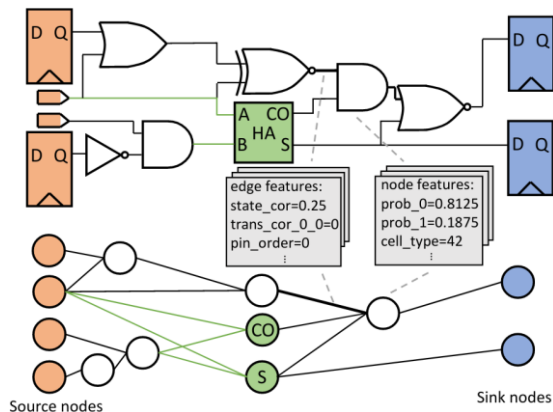 D Q
D Q
A CO
HA
B S
D Q
D Q
edge features:
state_cor=0.25
trans_cor_0_0=0
pin_order=0
⋮
node features:
prob_0=0.8125
prob_1=0.1875
cell_type=42
⋮
CO
S
Source nodes
Sink nodes